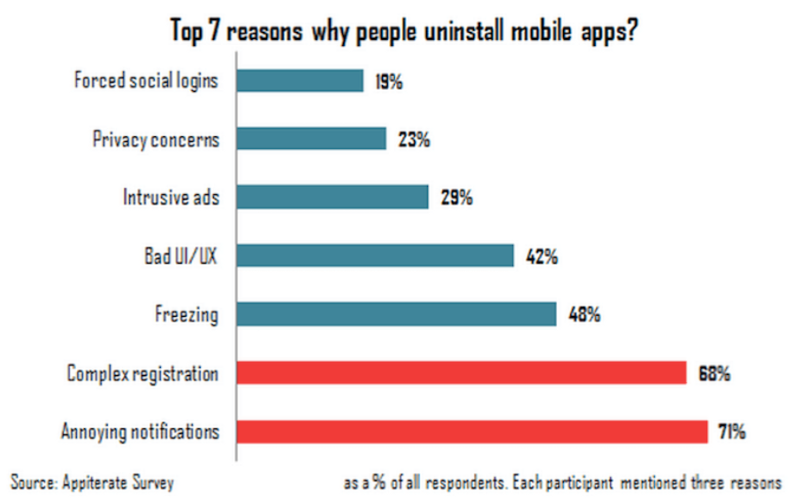 Top 7 reasons why people uninstall mobile apps?
Forced social logins 19%
Privacy concerns 23%
Intrusive ads 29%
Bad UI/UX 42%
Freezing 48%
Complex registration 68%
Annoying notifications 71%
Source: Appiterate Survey as a % of all respondents. Each participant mentioned three reasons